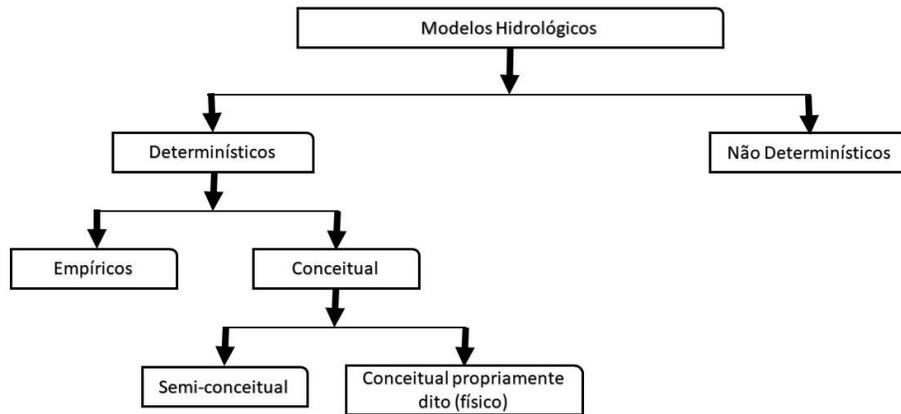 Modelos Hidrológicos
Determinísticos
Não Determinísticos
Empíricos
Conceitual
Semi-conceitual
Conceitual propriamente
dito (físico)